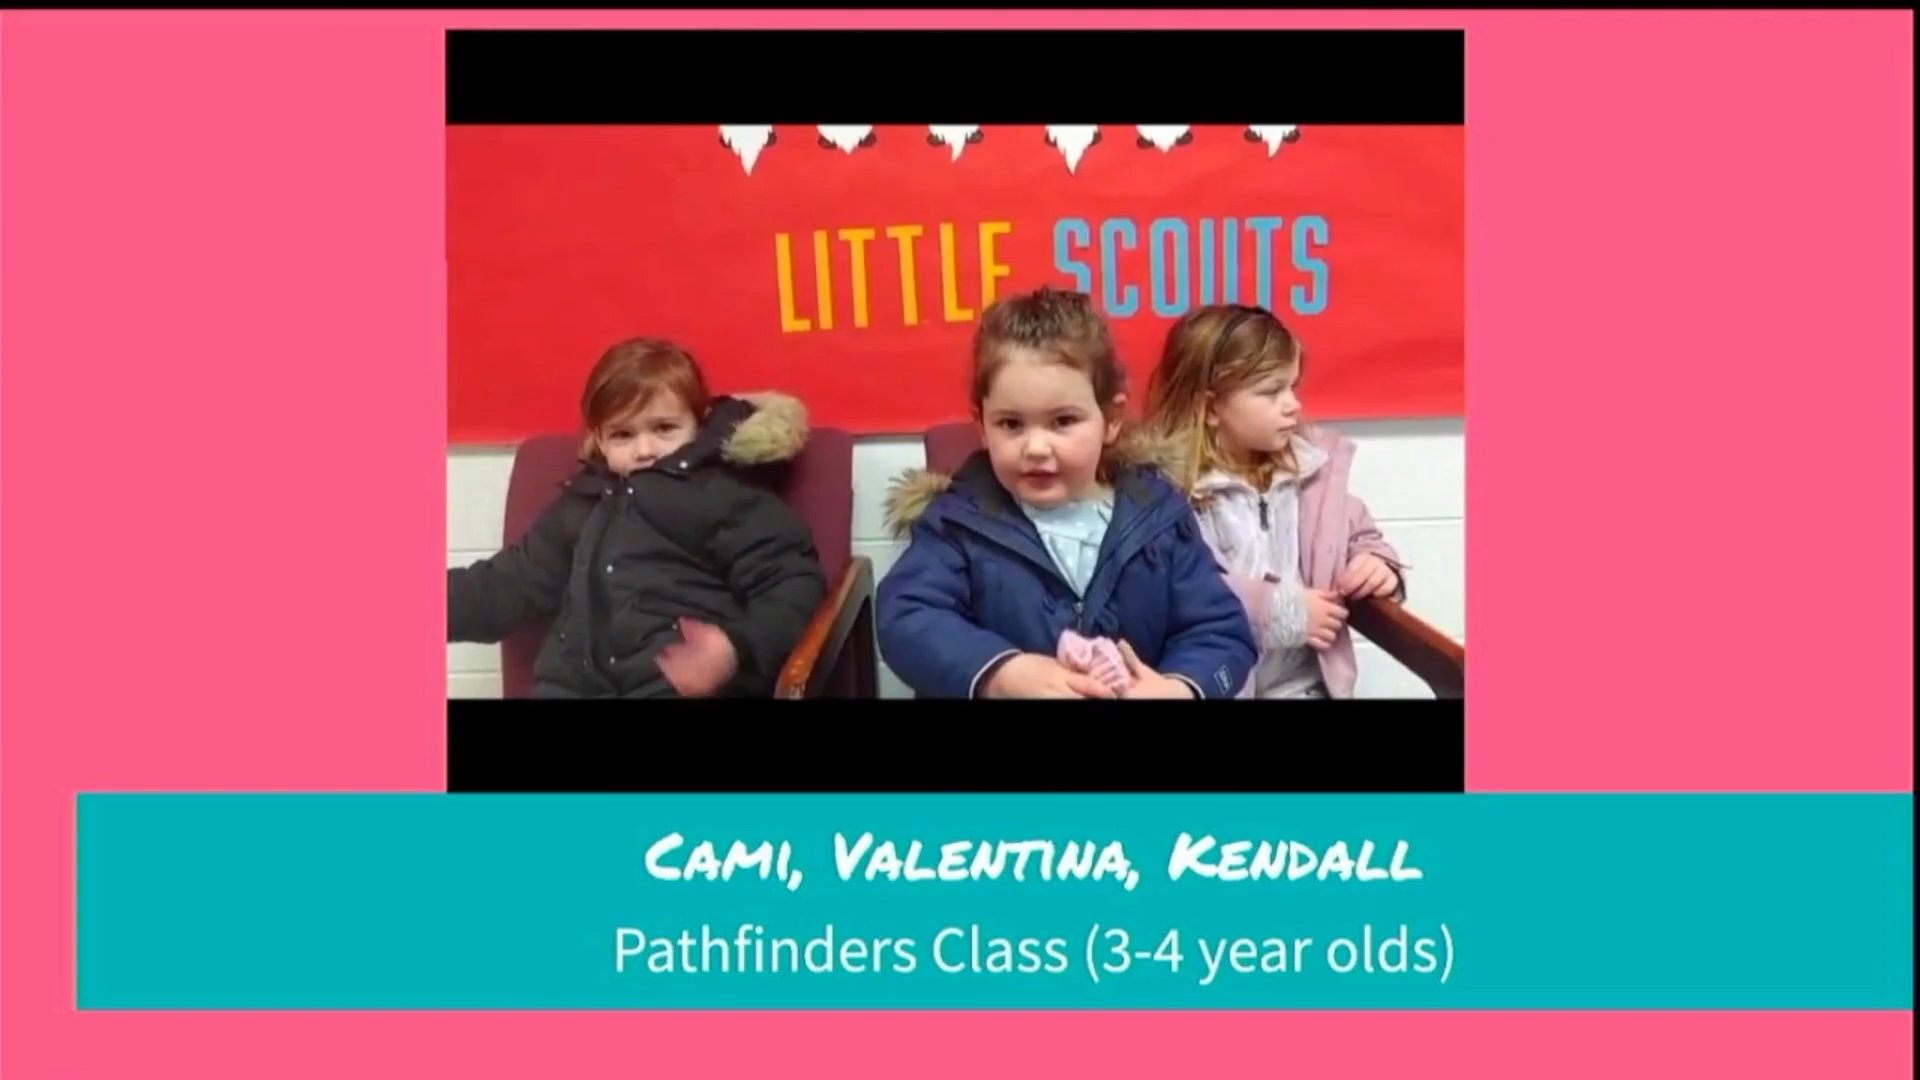 LITTLE SCOUTS
CAMI, VALENTINA, KENDALL
Pathfinders Class (3-4 year olds)